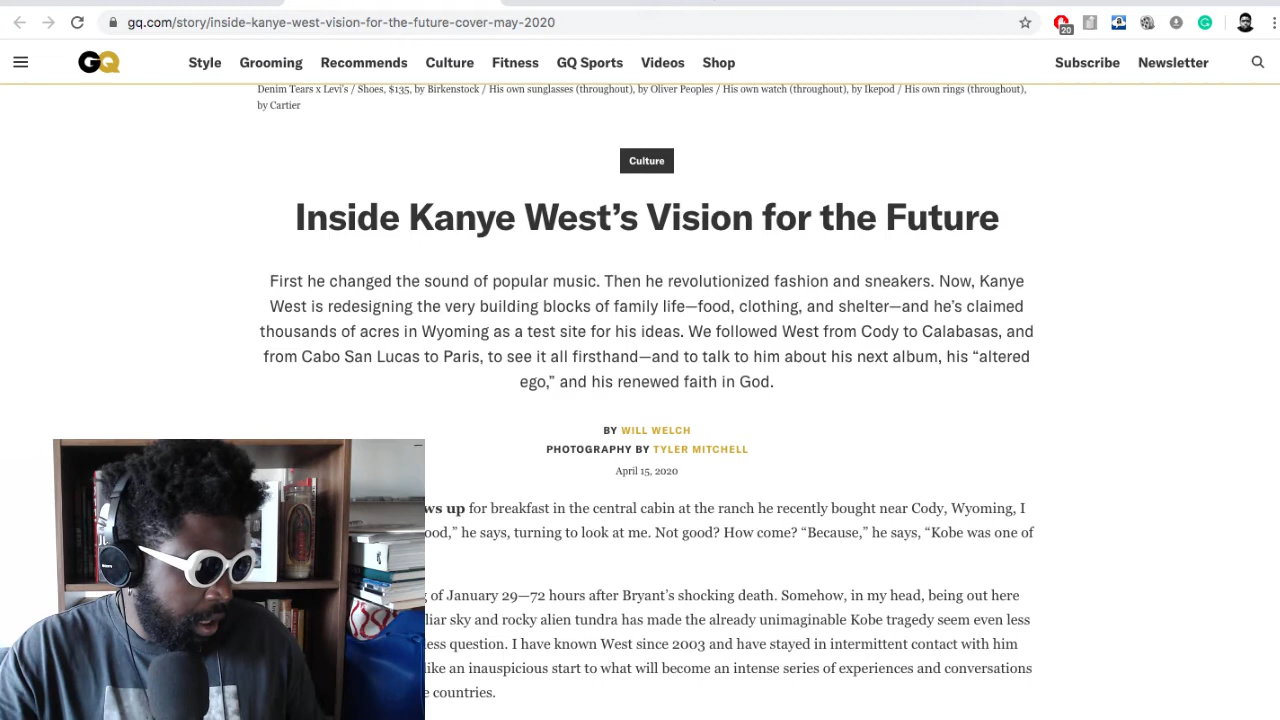 gq.com/story/inside-kanye-west-vision-for-the-future-cover-may-2020
20
GQ
Style Grooming Recommends Culture Fitness GQ Sports Videos Shop
Subscribe Newsletter
Denim Tears x Levi's / Shoes, $135, by Birkenstock / His own sunglasses (throughout), by Oliver Peoples / His own watch (throughout), by Ikepod / His own rings (throughout),
by Cartier
Culture
Inside Kanye West’s Vision for the Future
First he changed the sound of popular music. Then he revolutionized fashion and sneakers. Now, Kanye
West is redesigning the very building blocks of family life—food, clothing, and shelter—and he’s claimed
thousands of acres in Wyoming as a test site for his ideas. We followed West from Cody to Calabasas, and
from Cabo San Lucas to Paris, to see it all firsthand—and to talk to him about his next album, his “altered
ego,” and his renewed faith in God.
BY WILL WELCH
PHOTOGRAPHY BY TYLER MITCHELL
April 15, 2020
ws up for breakfast in the central cabin at the ranch he recently bought near Cody, Wyoming, I
ood,” he says, turning to look at me. Not good? How come? “Because,” he says, “Kobe was one of
of January 29—72 hours after Bryant’s shocking death. Somehow, in my head, being out here
liar sky and rocky alien tundra has made the already unimaginable Kobe tragedy seem even less
less question. I have known West since 2003 and have stayed in intermittent contact with him
like an inauspicious start to what will become an intense series of experiences and conversations
e countries.